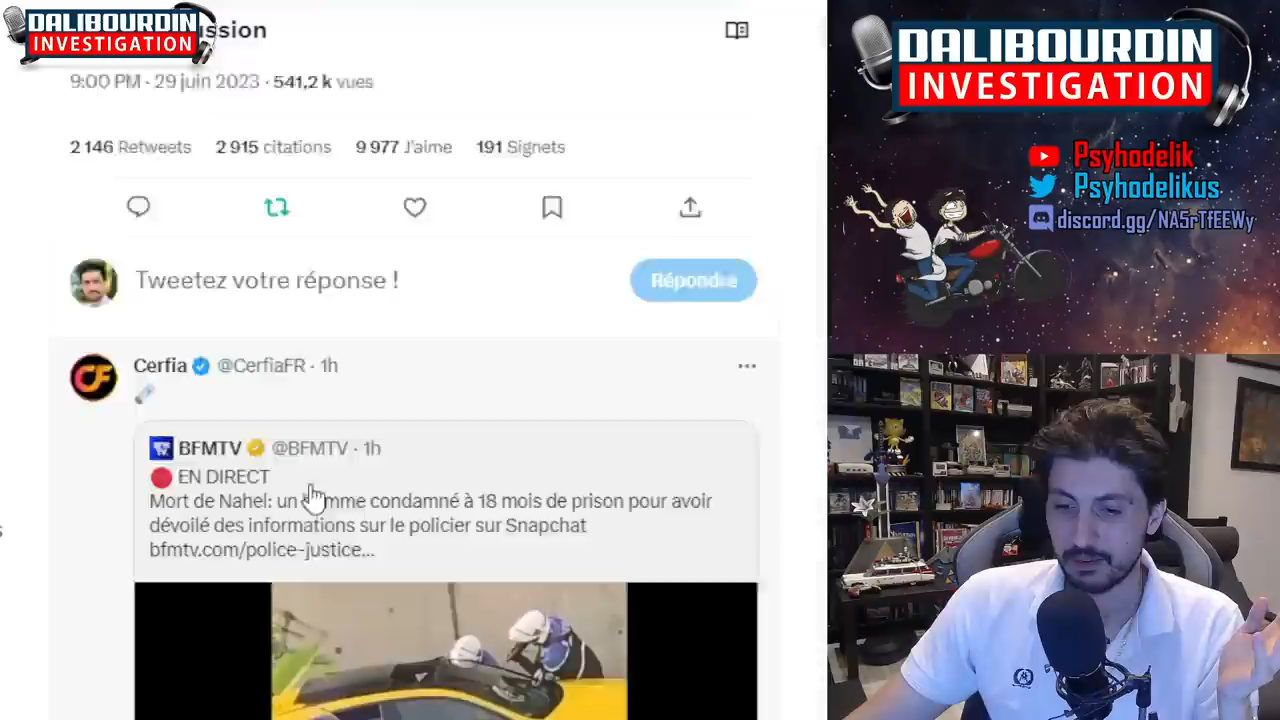 DALIBOURDIN
INVESTIGATION
ssion
9:00 PM · 29 juin 2023 · 541,2 k vues
2 146 Retweets 2 915 citations 9 977 J'aime 191 Signets
Tweetez votre réponse !
Répondre
Cerfia @CerfiaFR · 1h
BFMTV @BFMTV · 1h
EN DIRECT
Mort de Nahel: un homme condamné à 18 mois de prison pour avoir
dévoilé des informations sur le policier sur Snapchat
bfmtv.com/police-justice...
DALIBOURDIN
INVESTIGATION
Psyhodelik
Psyhodelikus
discord.gg/NA5rTfEEWy